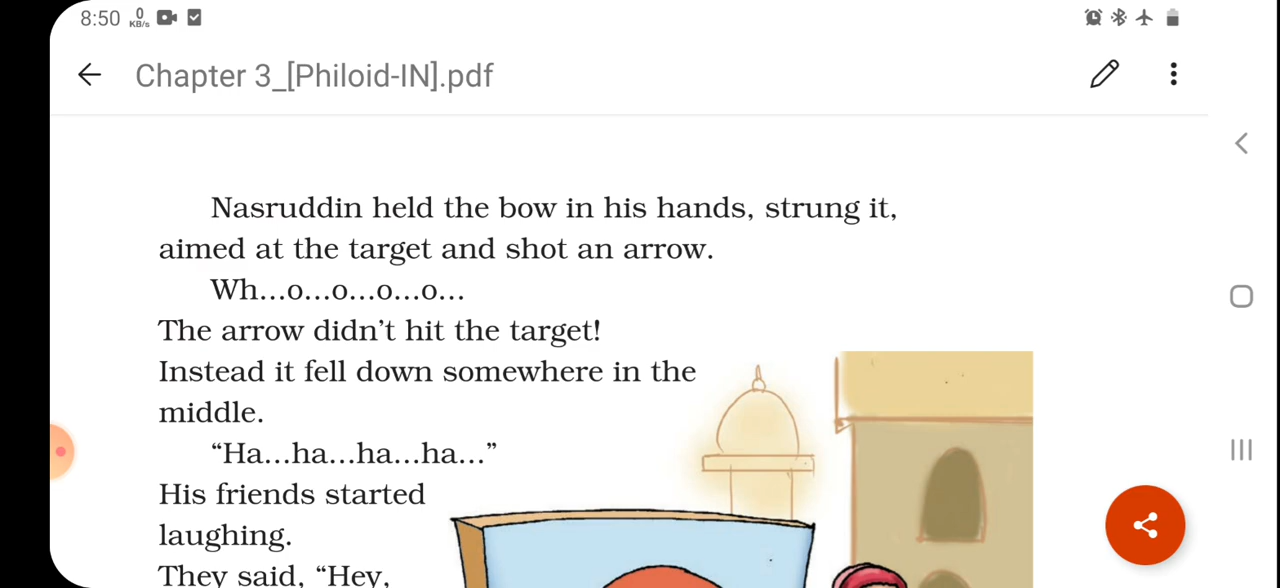 8:50 0 KB/s
Chapter 3_[Philoid-IN].pdf
Nasruddin held the bow in his hands, strung it,
aimed at the target and shot an arrow.
Wh...o...o...o...o...
The arrow didn’t hit the target!
Instead it fell down somewhere in the
middle.
“Ha...ha...ha...ha...”
His friends started
laughing.
They said, “Hey,